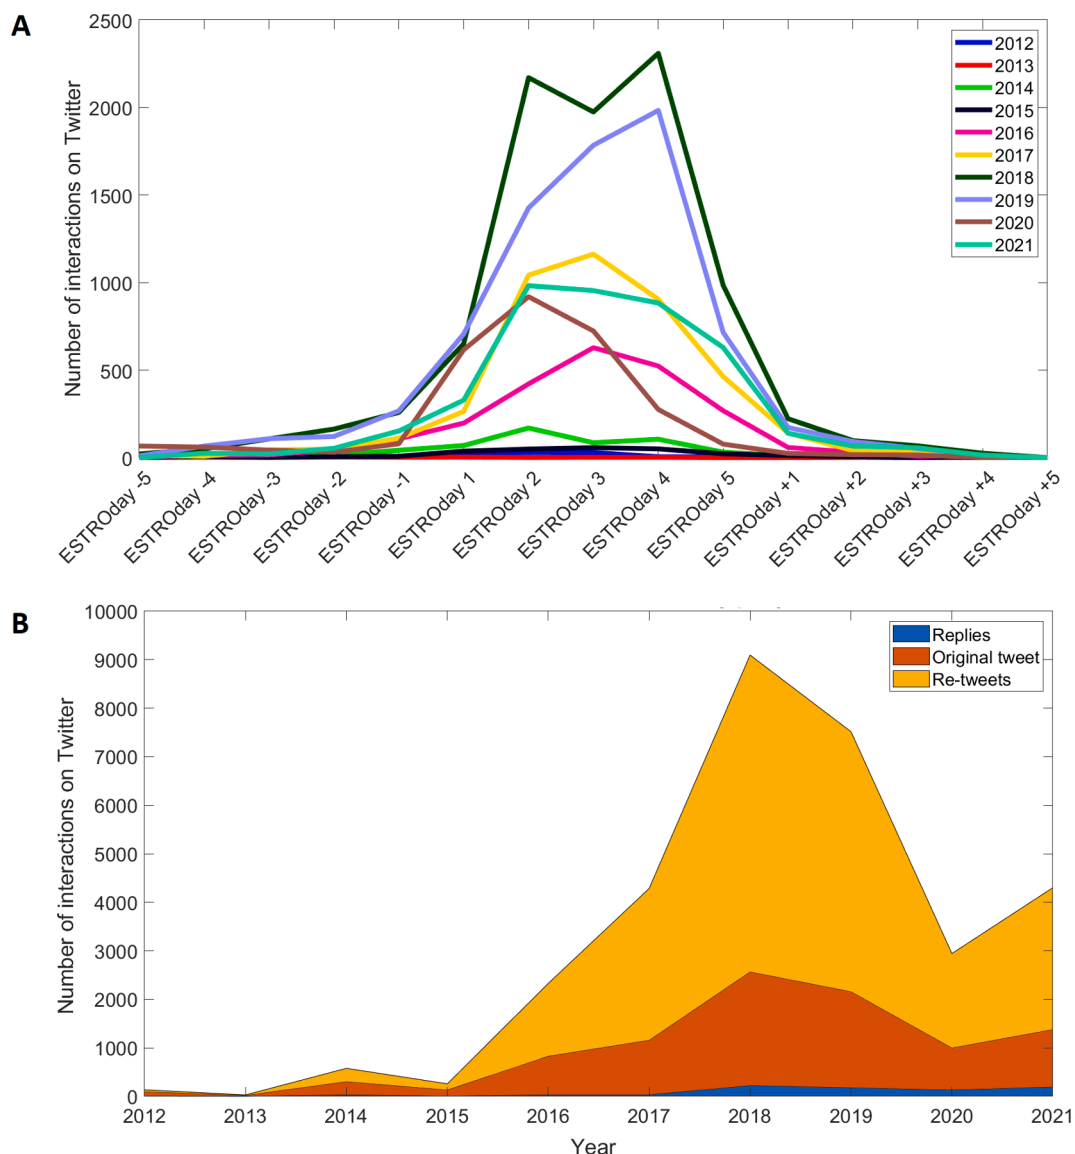 A
Number of interactions on Twitter
2500
2000
1500
1000
500
0
2012
2013
2014
2015
2016
2017
2018
2019
2020
2021
ESTROday -5
ESTROday -4
ESTROday -3
ESTROday -2
ESTROday -1
ESTROday 1
ESTROday 2
ESTROday 3
ESTROday 4
ESTROday 5
ESTROday +1
ESTROday +2
ESTROday +3
ESTROday +4
ESTROday +5
B
Number of interactions on Twitter
10000
9000
8000
7000
6000
5000
4000
3000
2000
1000
0
Replies
Original tweet
Re-tweets
2012 2013 2014 2015 2016 2017 2018 2019 2020 2021
Year